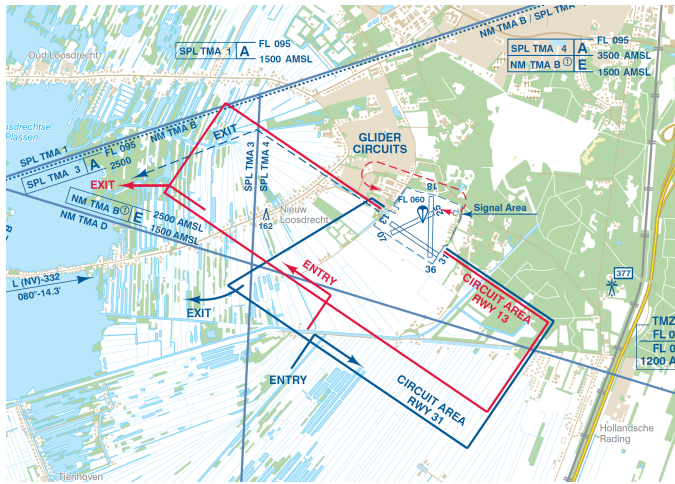 NM TMA B / SPL TMA
Oud Loosdrecht
SPL TMA 1 A FL 095
1500 AMSL
SPL TMA 4 A FL 095
3500 AMSL
NM TMA B ① E 1500 AMSL
nsdrechtse
Plassen
SPL TMA 1
NM TMA B
EXIT
GLIDER
CIRCUITS
SPL TMA 3 A FL 095
2500
SPL TMA 3
SPL TMA 4
EXIT
NM TMA B ① E 2500 AMSL
1500 AMSL
NM TMA D
Nieuw
Loosdrecht
162
18
FL 060
25
13
07
31
36
Signal Area
L (NV)-332
080°-14.3'
ENTRY
EXIT
CIRCUIT AREA
RWY 13
377
TMZ
FL 0
FL 0
1200 A
ENTRY
CIRCUIT AREA
RWY 31
Hollandsche
Rading
Tienhoven